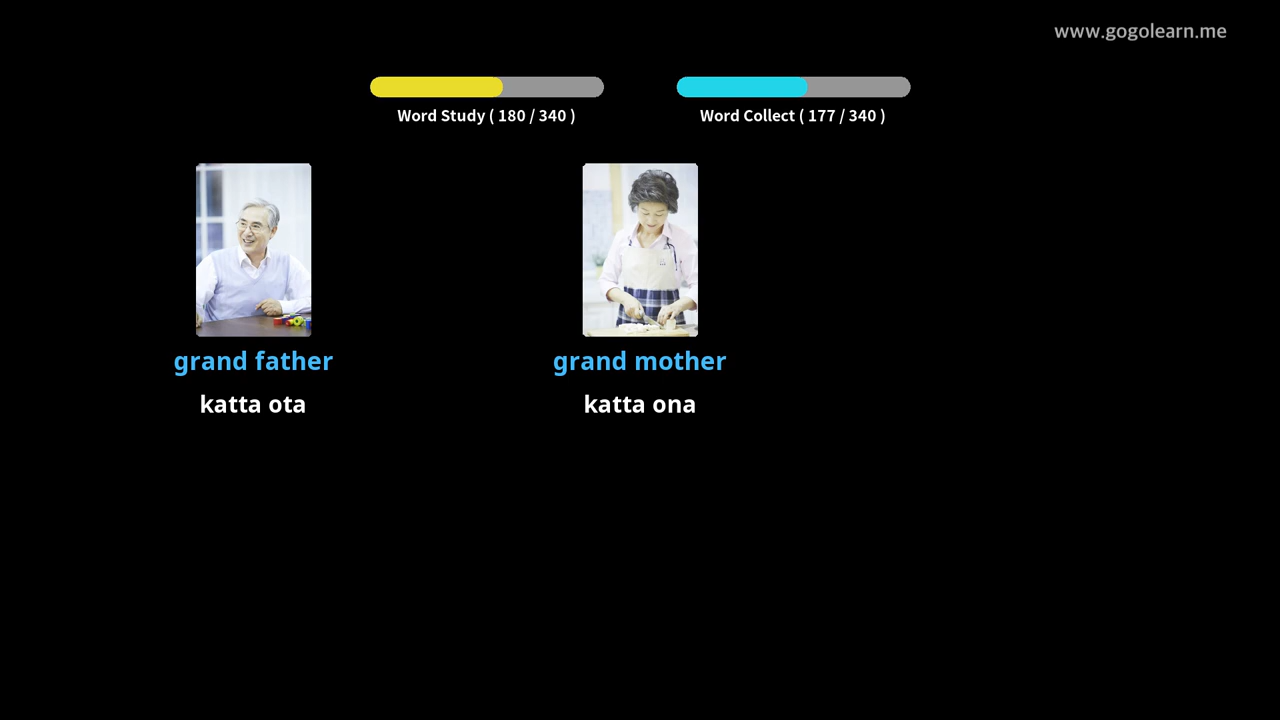 www.gogolearn.me
Word Study ( 180 / 340 )
Word Collect ( 177 / 340 )
grand father
grand mother
katta ota
katta ona